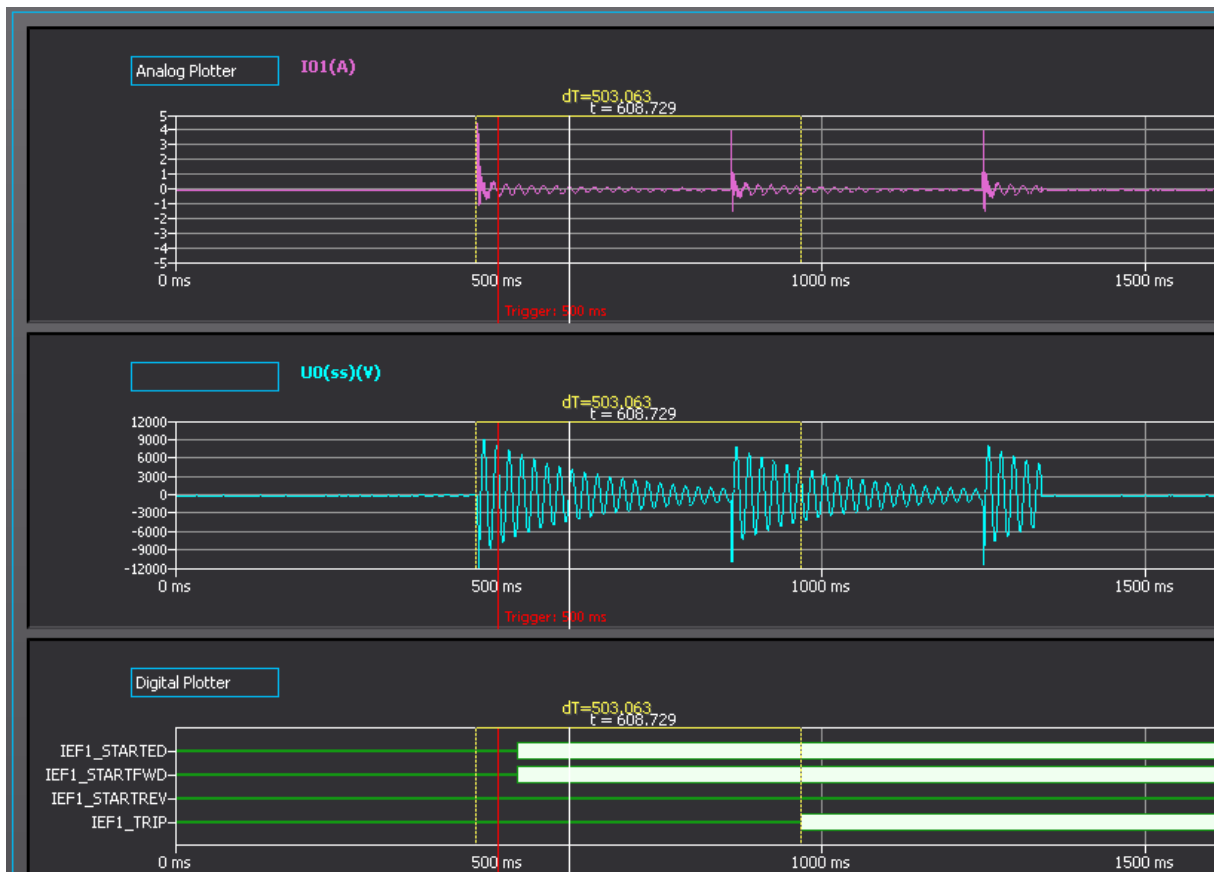 Analog Plotter I01(A)
dT=503.063
t = 608.729
5
4
3
2
1
0
-1
-2
-3
-4
-5
0 ms 500 ms 1000 ms 1500 ms
Trigger: 500 ms
U0(ss)(V)
dT=503.063
t = 608.729
12000
9000
6000
3000
0
-3000
-6000
-9000
-12000
0 ms 500 ms 1000 ms 1500 ms
Trigger: 500 ms
Digital Plotter
dT=503.063
t = 608.729
IEF1_STARTED
IEF1_STARTFWD
IEF1_STARTREV
IEF1_TRIP
0 ms 500 ms 1000 ms 1500 ms